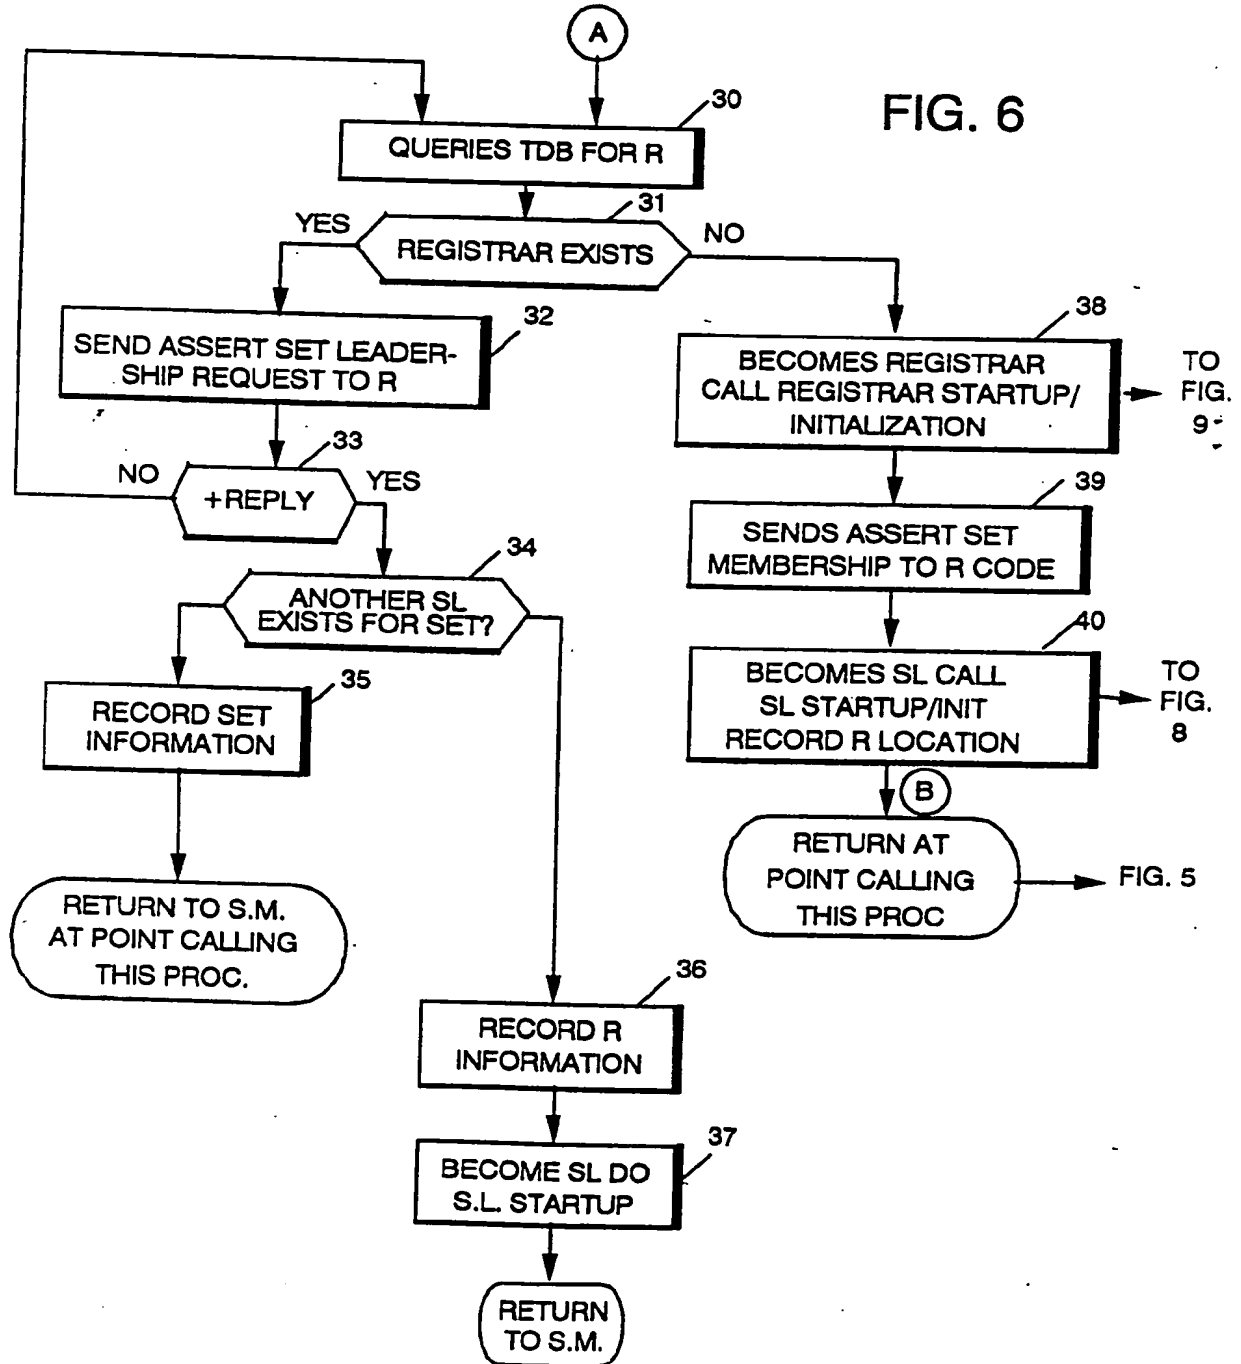 A
FIG. 6
30
QUERIES TDB FOR R
31
YES
REGISTRAR EXISTS
NO
32
SEND ASSERT SET LEADER-
SHIP REQUEST TO R
38
BECOMES REGISTRAR
CALL REGISTRAR STARTUP/
INITIALIZATION
TO
FIG.
9
33
NO
+REPLY
YES
39
SENDS ASSERT SET
MEMBERSHIP TO R CODE
34
ANOTHER SL
EXISTS FOR SET?
40
BECOMES SL CALL
SL STARTUP/INIT
RECORD R LOCATION
TO
FIG.
8
35
RECORD SET
INFORMATION
B
RETURN AT
POINT CALLING
THIS PROC
FIG. 5
RETURN TO S.M.
AT POINT CALLING
THIS PROC.
36
RECORD R
INFORMATION
37
BECOME SL DO
S.L. STARTUP
RETURN
TO S.M.